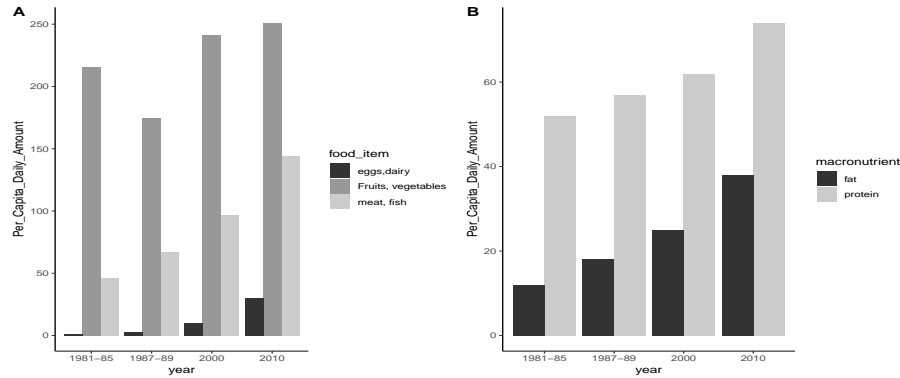 A
Per_Capita_Daily_Amount
250
200
150
100
50
0
1981−85
1987−89
2000
2010
year
food_item
eggs,dairy
Fruits, vegetables
meat, fish
B
Per_Capita_Daily_Amount
60
40
20
0
1981−85
1987−89
2000
2010
year
macronutrient
fat
protein